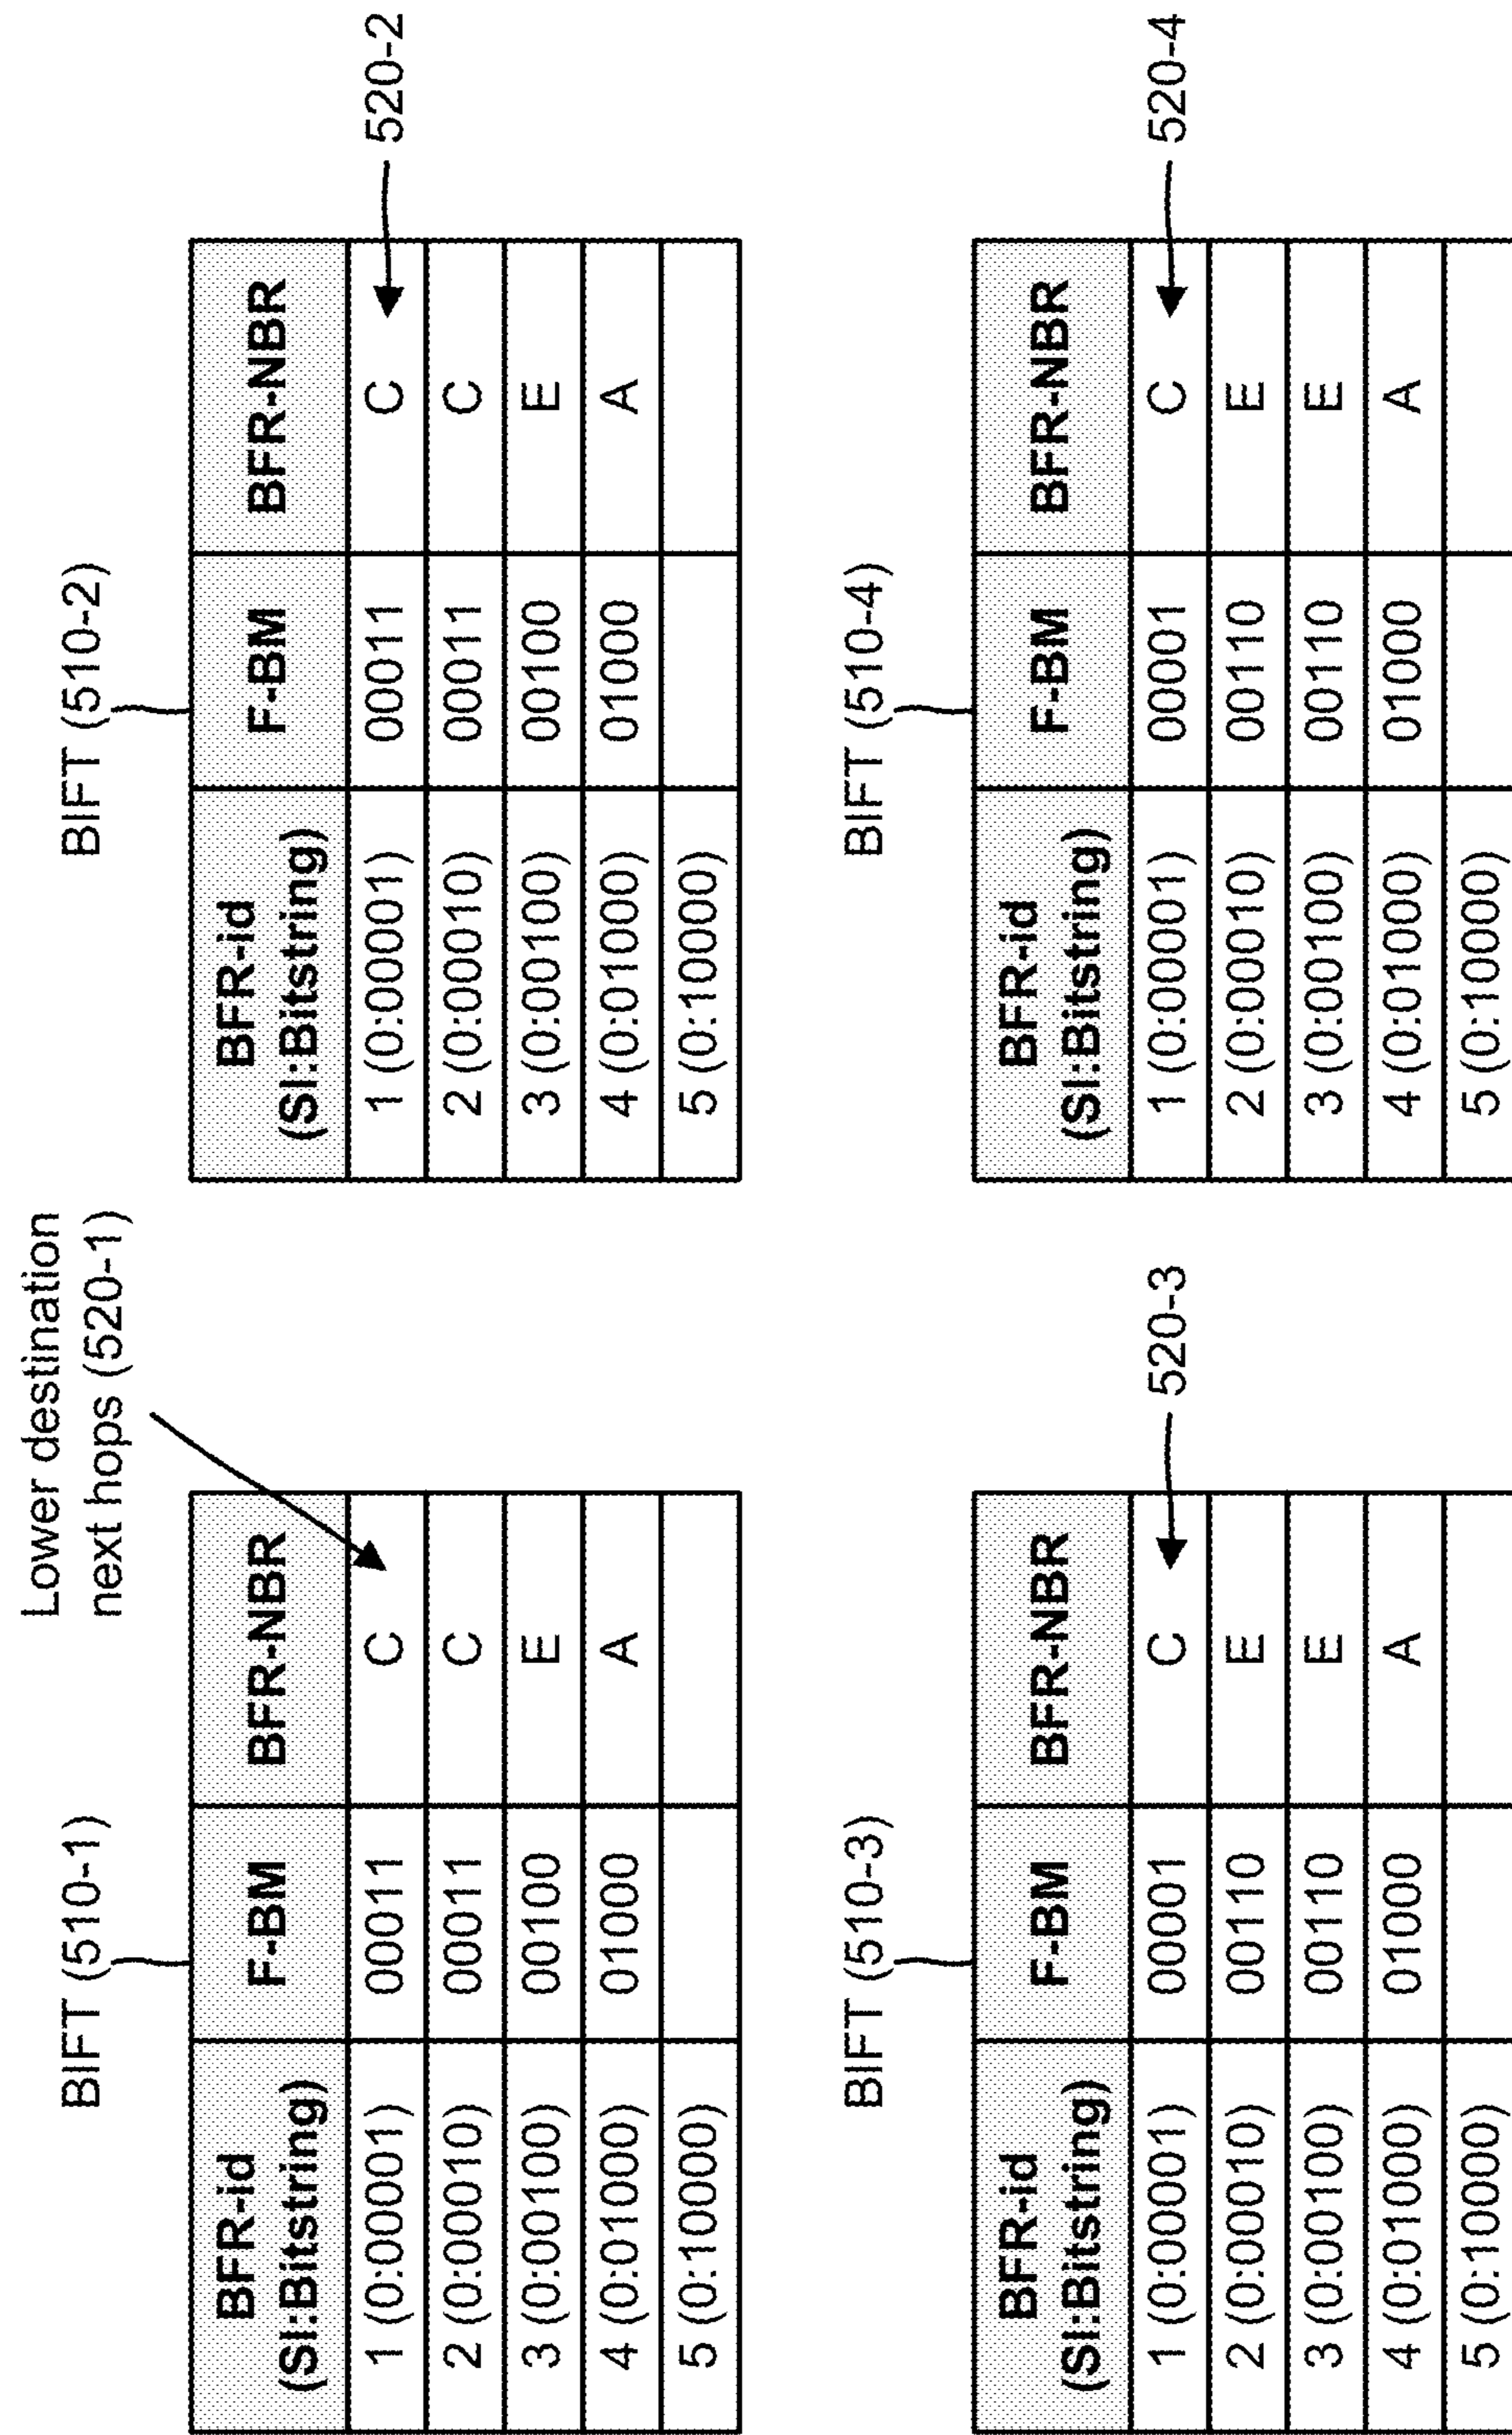 Lower destination
next hops (520-1)
BIFT (510-1)
BFR-id
(SI:Bitstring)
F-BM
BFR-NBR
1 (0:00001) 00011 C
2 (0:00010) 00011 C
3 (0:00100) 00100 E
4 (0:01000) 01000 A
5 (0:10000)
BIFT (510-2)
BFR-id
(SI:Bitstring)
F-BM
BFR-NBR
1 (0:00001) 00011 C
2 (0:00010) 00011 C
3 (0:00100) 00100 E
4 (0:01000) 01000 A
5 (0:10000)
520-2
BIFT (510-3)
BFR-id
(SI:Bitstring)
F-BM
BFR-NBR
1 (0:00001) 00001 C
2 (0:00010) 00110 E
3 (0:00100) 00110 E
4 (0:01000) 01000 A
5 (0:10000)
520-3
BIFT (510-4)
BFR-id
(SI:Bitstring)
F-BM
BFR-NBR
1 (0:00001) 00001 C
2 (0:00010) 00110 E
3 (0:00100) 00110 E
4 (0:01000) 01000 A
5 (0:10000)
520-4